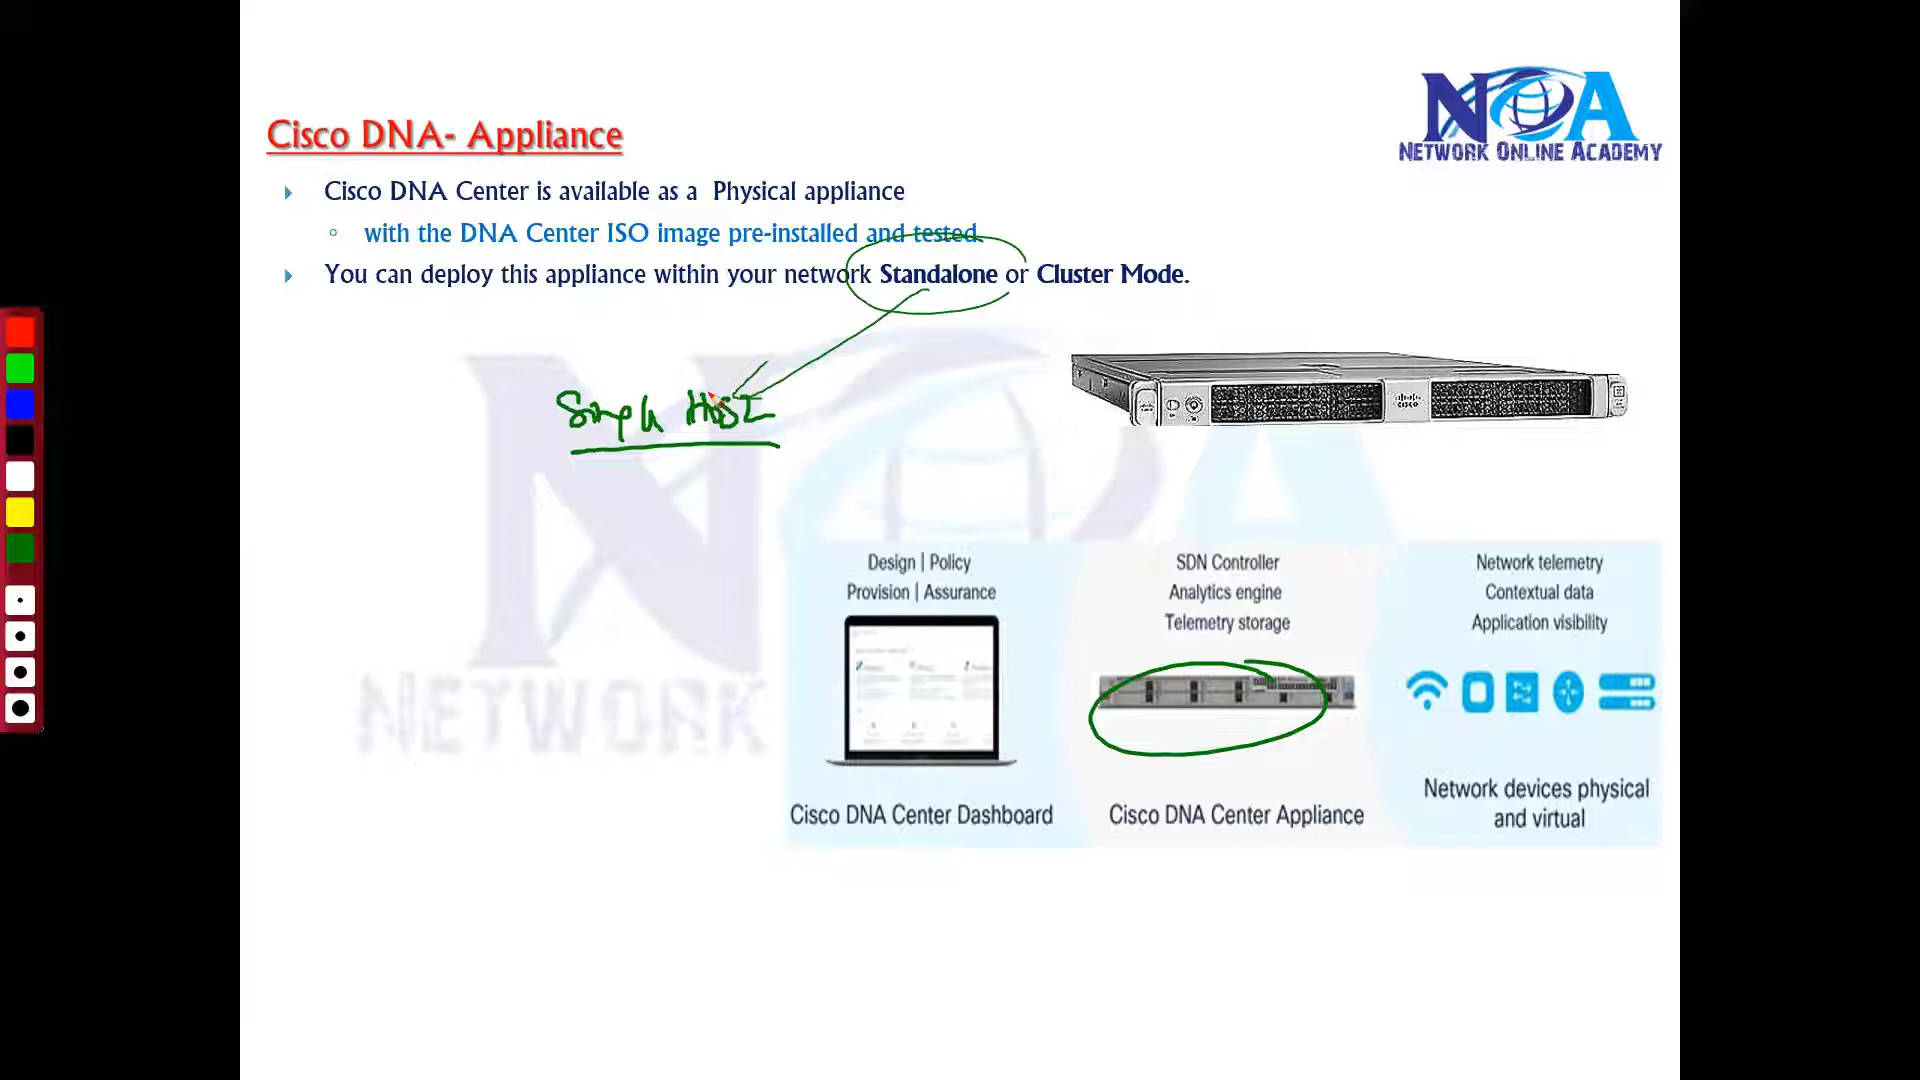 NOA
NETWORK ONLINE ACADEMY
Cisco DNA- Appliance
Cisco DNA Center is available as a Physical appliance
with the DNA Center ISO image pre-installed and tested
You can deploy this appliance within your network Standalone or Cluster Mode.
CISCO
Design | Policy
Provision | Assurance
Cisco DNA Center Dashboard
SDN Controller
Analytics engine
Telemetry storage
Cisco DNA Center Appliance
Network telemetry
Contextual data
Application visibility
Network devices physical
and virtual
NETWORK